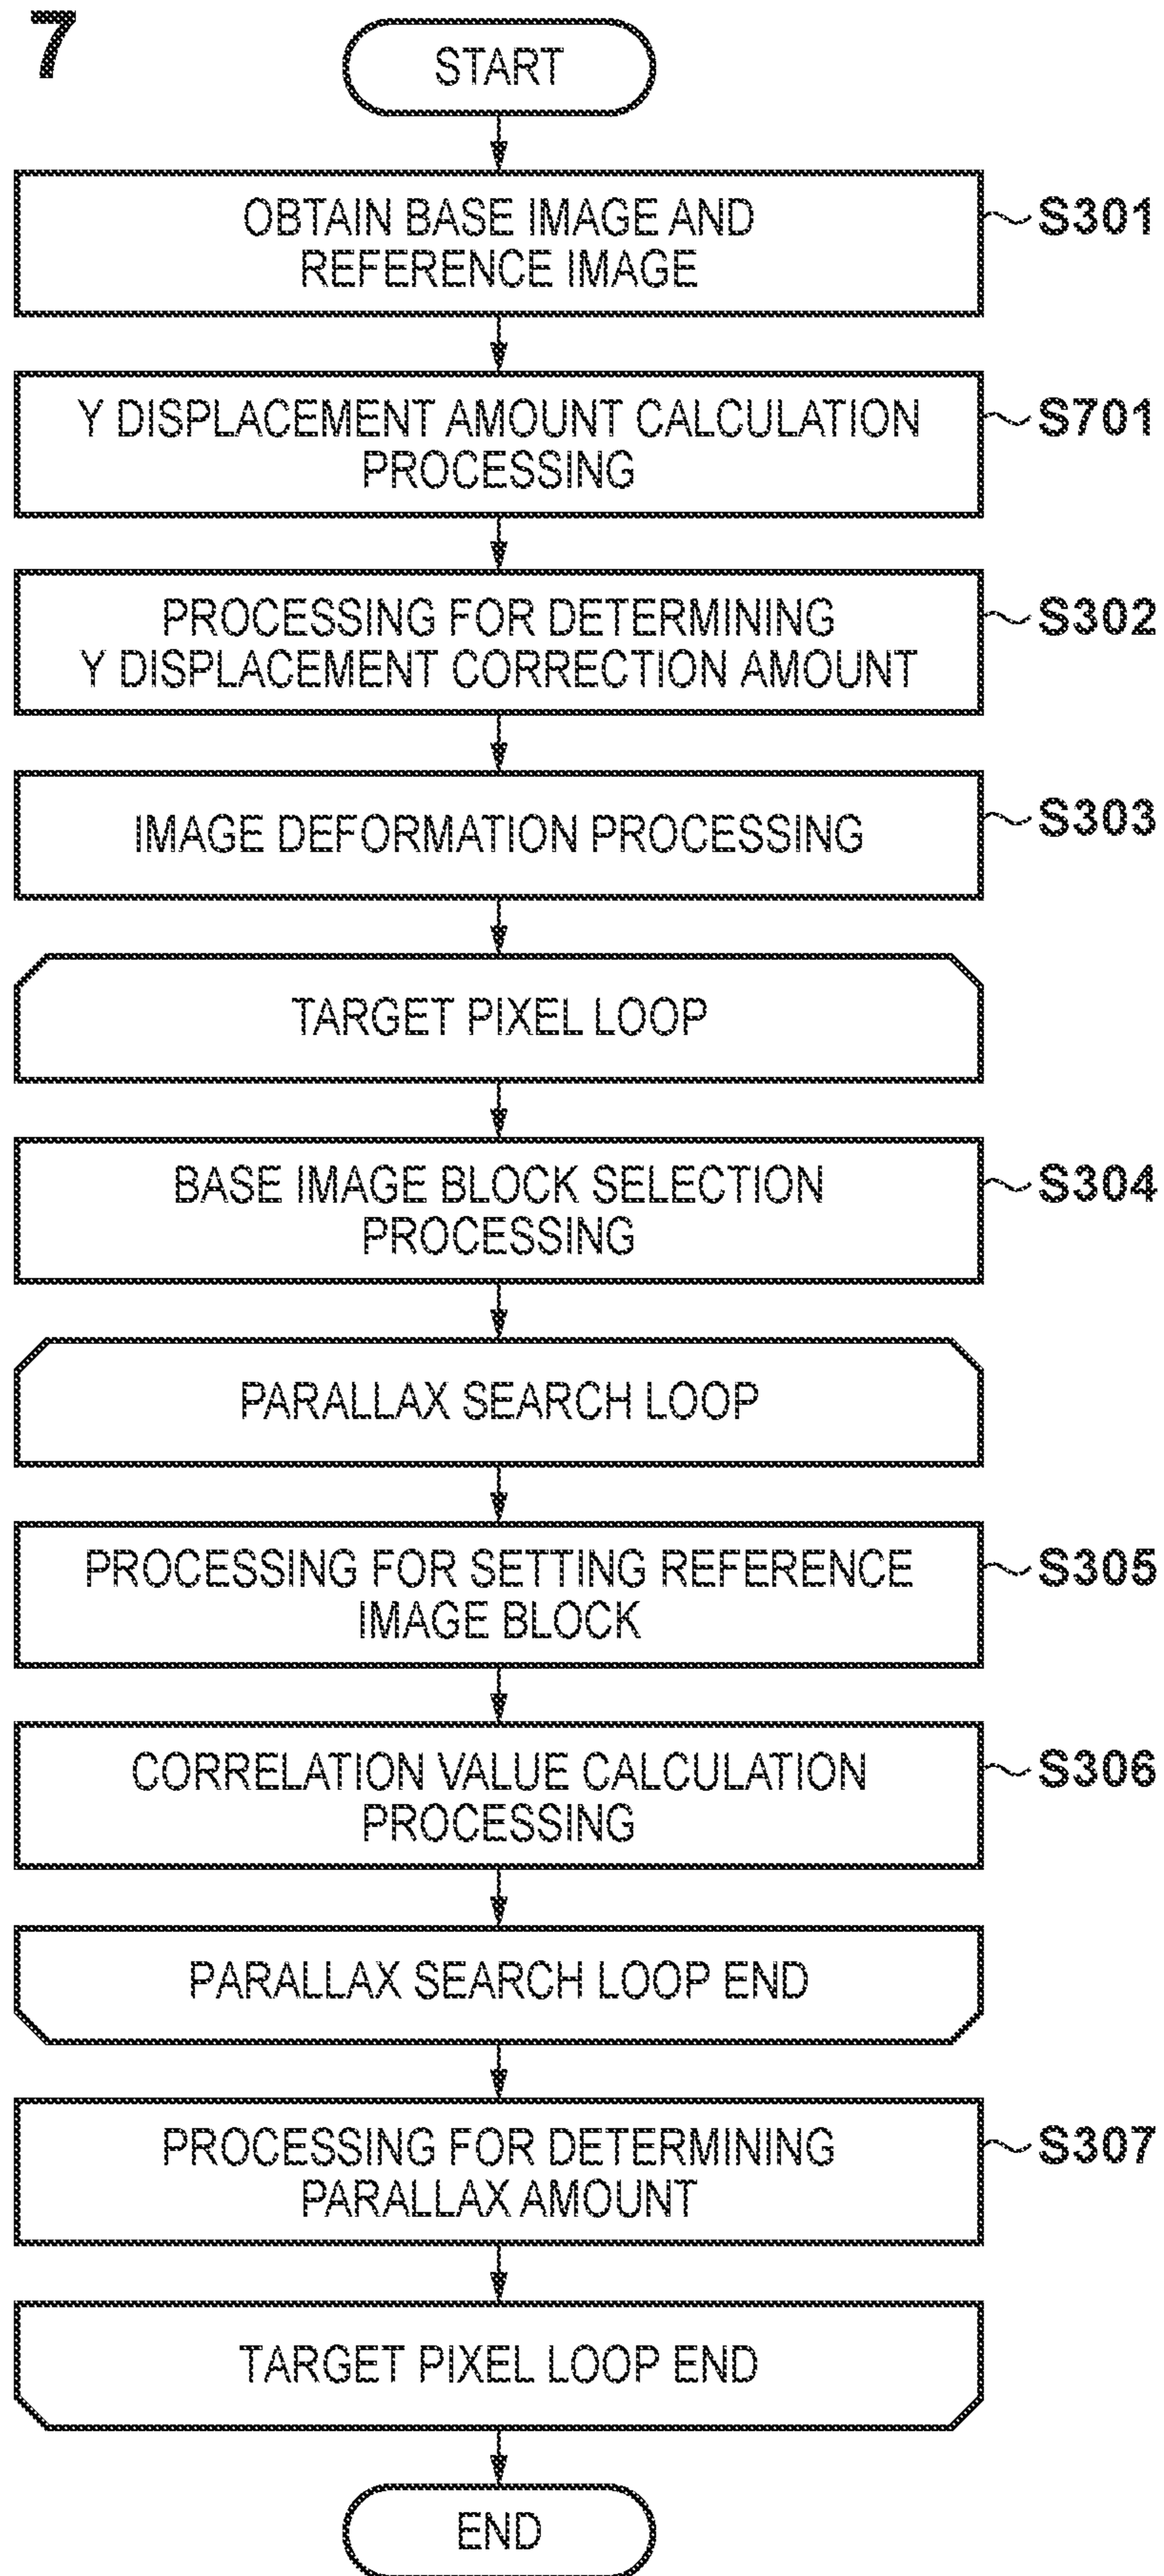 7
START
OBTAIN BASE IMAGE AND
REFERENCE IMAGE
S301
Y DISPLACEMENT AMOUNT CALCULATION
PROCESSING
S701
PROCESSING FOR DETERMINING
Y DISPLACEMENT CORRECTION AMOUNT
S302
IMAGE DEFORMATION PROCESSING
S303
TARGET PIXEL LOOP
BASE IMAGE BLOCK SELECTION
PROCESSING
S304
PARALLAX SEARCH LOOP
PROCESSING FOR SETTING REFERENCE
IMAGE BLOCK
S305
CORRELATION VALUE CALCULATION
PROCESSING
S306
PARALLAX SEARCH LOOP END
PROCESSING FOR DETERMINING
PARALLAX AMOUNT
S307
TARGET PIXEL LOOP END
END